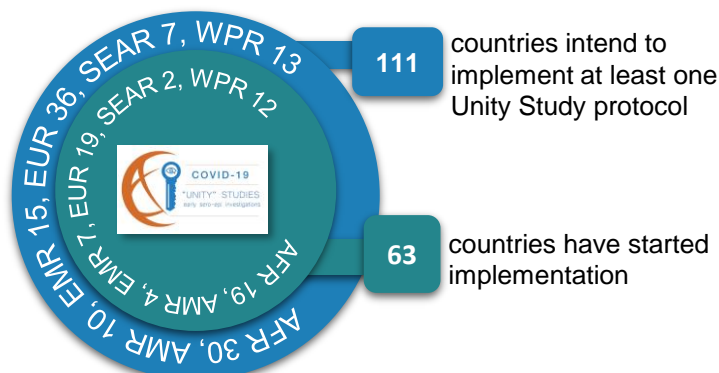 AFR 30, AMR 10, EMR 15, EUR 36, SEAR 7, WPR 13
AFR 19, AMR 4, EMR 7, EUR 19, SEAR 2, WPR 12
COVID-19
"UNITY" STUDIES
early sero-epi investigations
111
countries intend to
implement at least one
Unity Study protocol
63
countries have started
implementation